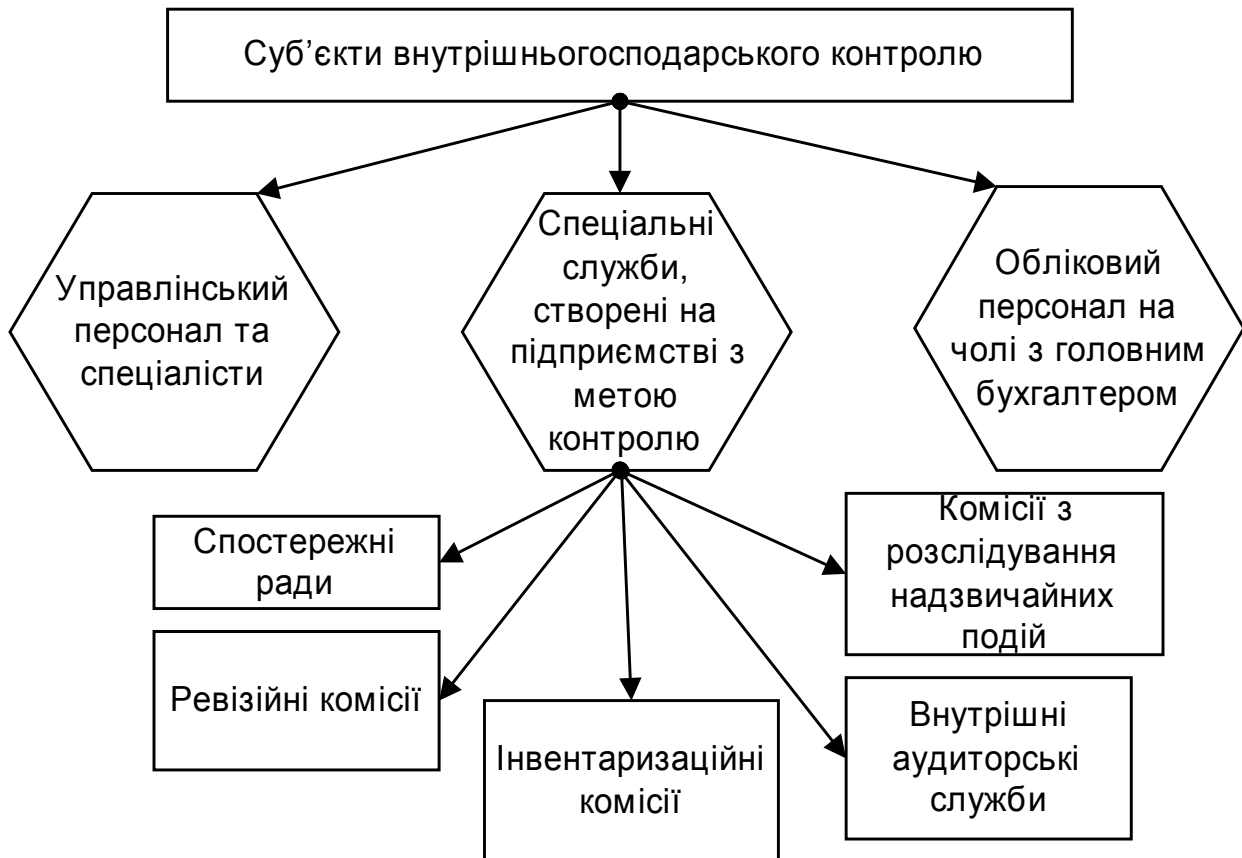 Суб’єкти внутрішньогосподарського контролю
Управлінський
персонал та
спеціалісти
Спеціальні
служби,
створені на
підприємстві з
метою
контролю
Обліковий
персонал на
чолі з головним
бухгалтером
Спостережні
ради
Ревізійні комісії
Інвентаризаційні
комісії
Комісії з
розслідування
надзвичайних
подій
Внутрішні
аудиторські
служби